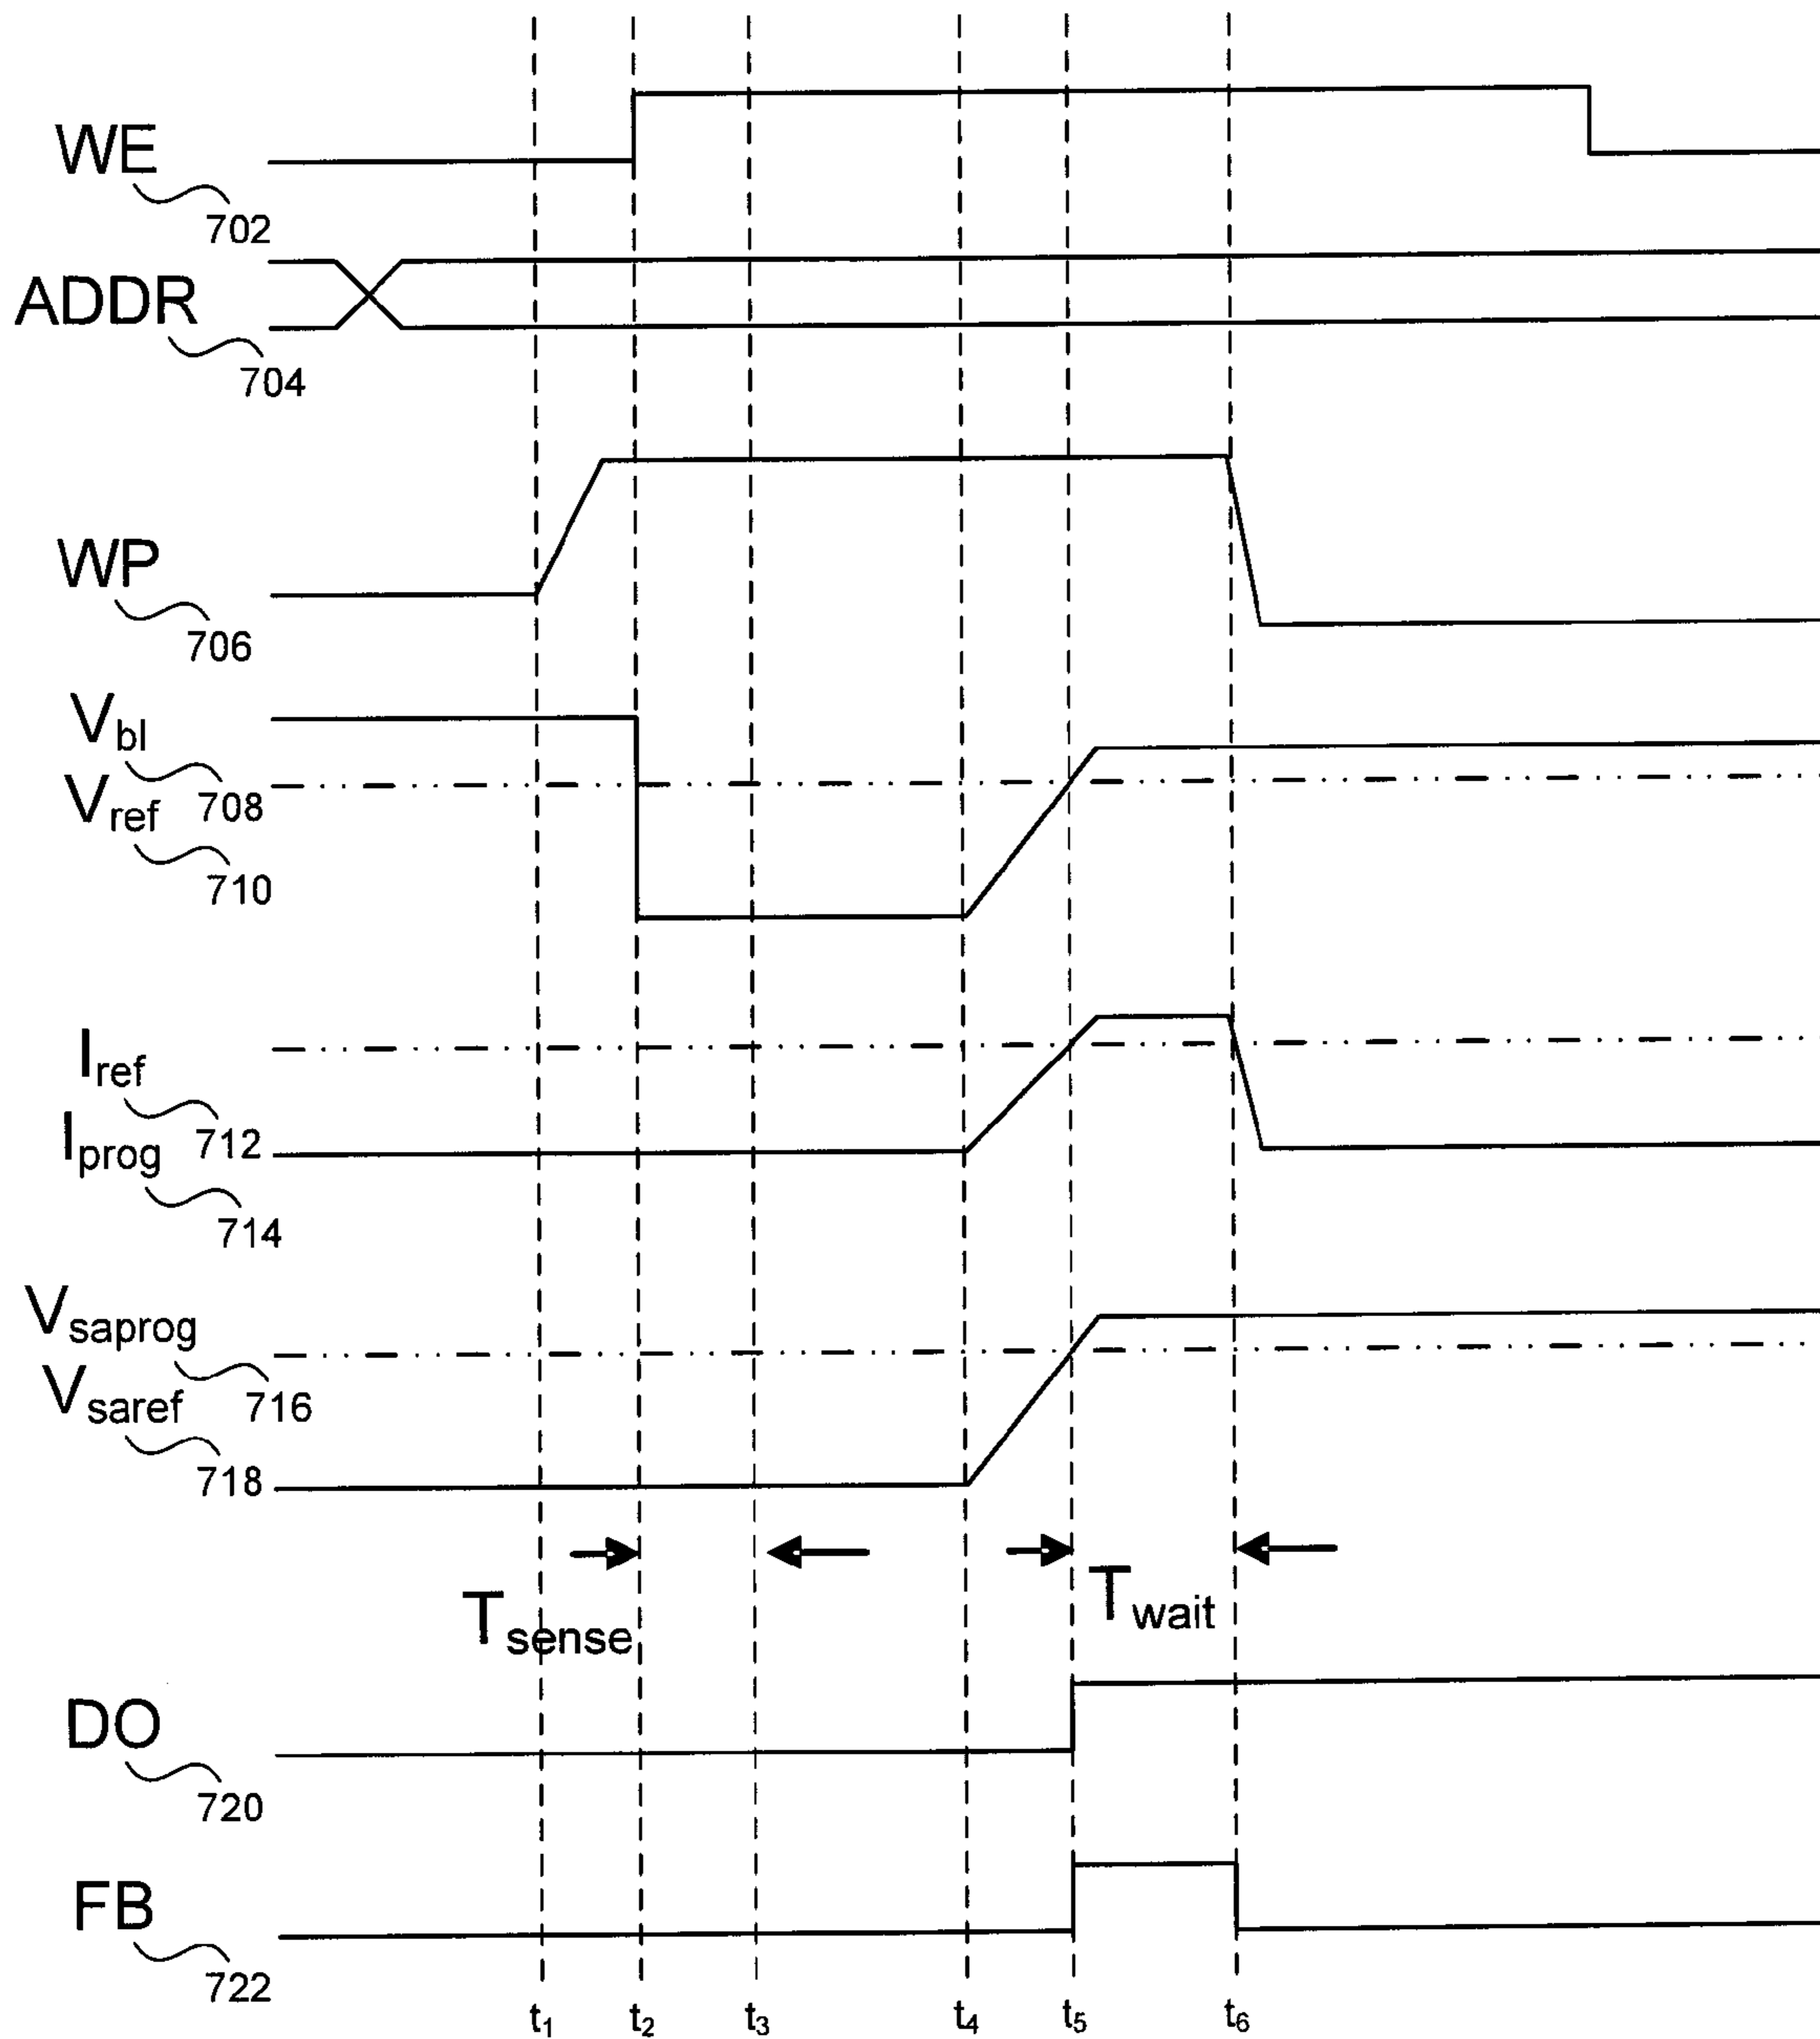 WE
702
ADDR
704
WP
706
Vbl
708
Vref
710
Iref
712
Iprog
714
Vsaprog
716
Vsaref
718
Tsense
Twait
DO
720
FB
722
t1 t2 t3 t4 t5 t6